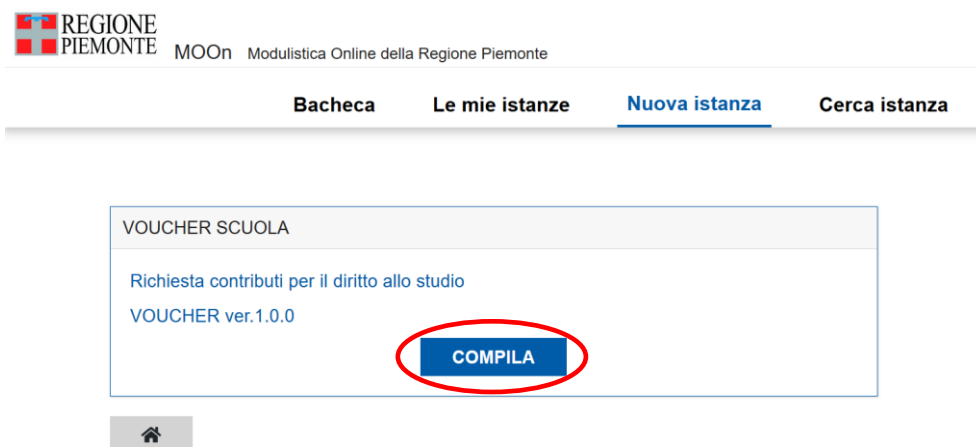 REGIONE
PIEMONTE
MOOn Modulistica Online della Regione Piemonte
Bacheca Le mie istanze Nuova istanza Cerca istanza
VOUCHER SCUOLA
Richiesta contributi per il diritto allo studio
VOUCHER ver.1.0.0
COMPILA